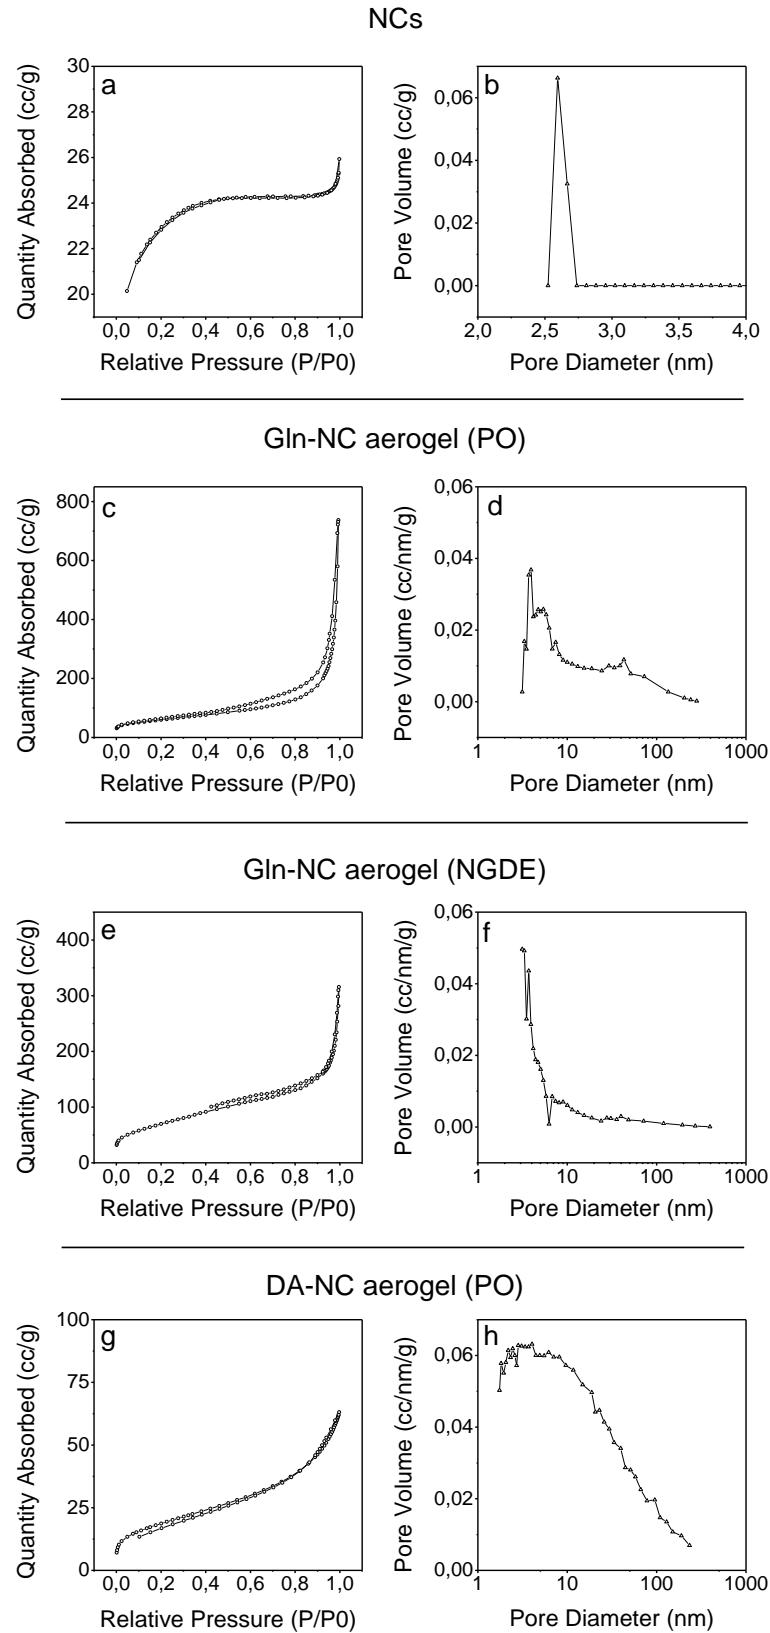 NCs
a
Quantity Absorbed (cc/g)
30
28
26
24
22
20
0,0 0,2 0,4 0,6 0,8 1,0
Relative Pressure (P/P0)
b
Pore Volume (cc/g)
0,06
0,04
0,02
0,00
2,0 2,5 3,0 3,5 4,0
Pore Diameter (nm)
Gln-NC aerogel (PO)
c
Quantity Absorbed (cc/g)
800
600
400
200
0
0,0 0,2 0,4 0,6 0,8 1,0
Relative Pressure (P/P0)
d
Pore Volume (cc/nm/g)
0,06
0,04
0,02
0,00
1 10 100 1000
Pore Diameter (nm)
Gln-NC aerogel (NGDE)
e
Quantity Absorbed (cc/g)
400
300
200
100
0
0,0 0,2 0,4 0,6 0,8 1,0
Relative Pressure (P/P0)
f
Pore Volume (cc/nm/g)
0,06
0,04
0,02
0,00
1 10 100 1000
Pore Diameter (nm)
DA-NC aerogel (PO)
g
Quantity Absorbed (cc/g)
100
75
50
25
0
0,0 0,2 0,4 0,6 0,8 1,0
Relative Pressure (P/P0)
h
Pore Volume (cc/nm/g)
0,06
0,04
0,02
0,00
1 10 100 1000
Pore Diameter (nm)